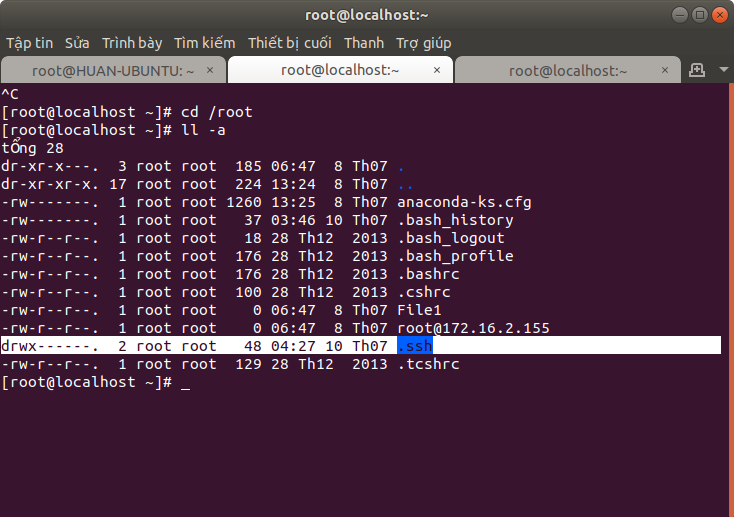 root@localhost:~
Tập tin Sửa Trình bày Tìm kiếm Thiết bị cuối Thanh Trợ giúp
root@HUAN-UBUNTU: ~ × root@localhost:~ × root@localhost:~ ×
^C
[root@localhost ~]# cd /root
[root@localhost ~]# ll -a
tổng 28
dr-xr-x---.  3 root root  185 06:47  8 Th07 .
dr-xr-xr-x. 17 root root  224 13:24  8 Th07 ..
-rw-------.  1 root root 1260 13:25  8 Th07 anaconda-ks.cfg
-rw-------.  1 root root   37 03:46 10 Th07 .bash_history
-rw-r--r--.  1 root root   18 28 Th12  2013 .bash_logout
-rw-r--r--.  1 root root  176 28 Th12  2013 .bash_profile
-rw-r--r--.  1 root root  176 28 Th12  2013 .bashrc
-rw-r--r--.  1 root root  100 28 Th12  2013 .cshrc
-rw-r--r--.  1 root root    0 06:47  8 Th07 File1
-rw-r--r--.  1 root root    0 06:47  8 Th07 root@172.16.2.155
drwx------.  2 root root   48 04:27 10 Th07 .ssh
-rw-r--r--.  1 root root  129 28 Th12  2013 .tcshrc
[root@localhost ~]# _